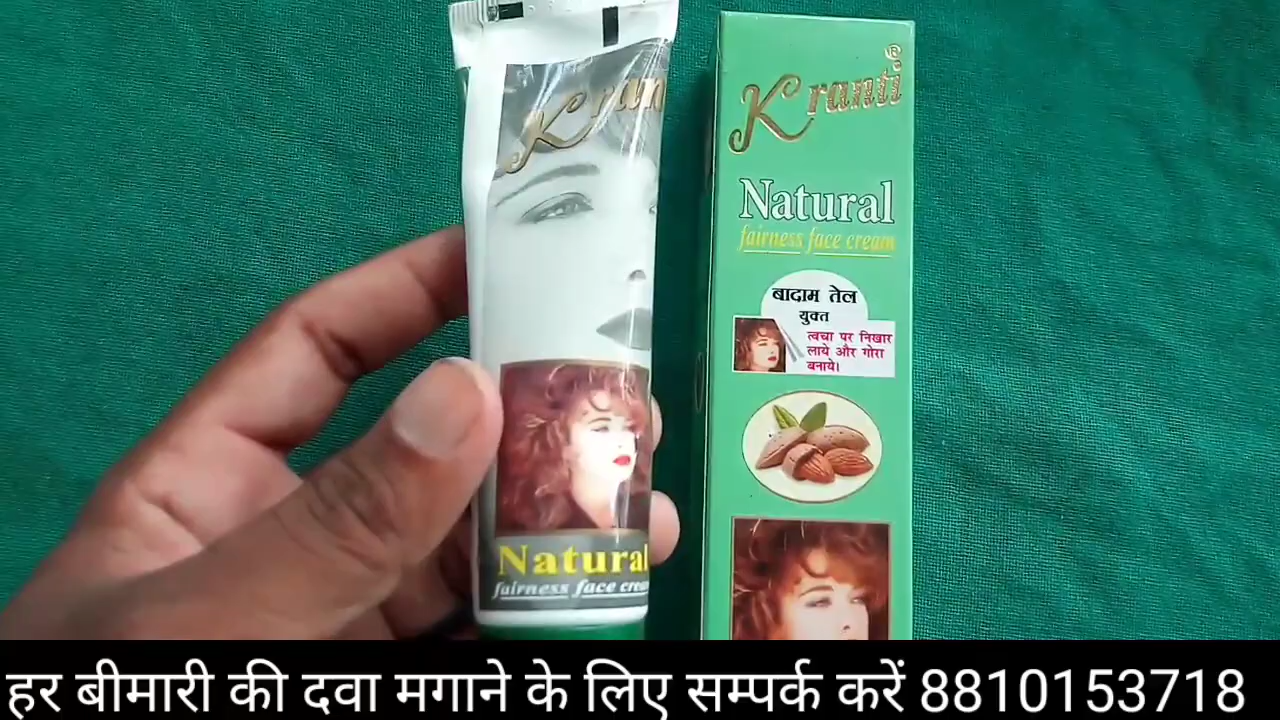 Kranti
Natural
fairness face cream
Kranti
Natural
fairness face cream
बादाम तेल
युक्त
त्वचा पर निखार
लाये और गोरा
बनाये।
हर बीमारी की दवा मगाने के लिए सम्पर्क करें 8810153718